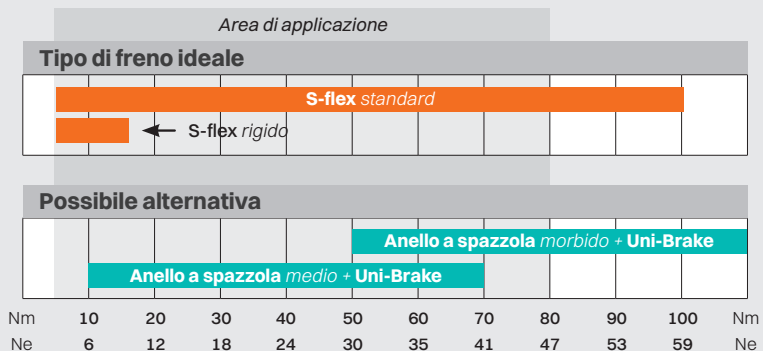 Area di applicazione
Tipo di freno ideale
S-flex standard
S-flex rigido
Possibile alternativa
Anello a spazzola morbido + Uni-Brake
Anello a spazzola medio + Uni-Brake
Nm 10 20 30 40 50 60 70 80 90 100 Nm
Ne 6 12 18 24 30 35 41 47 53 59 Ne